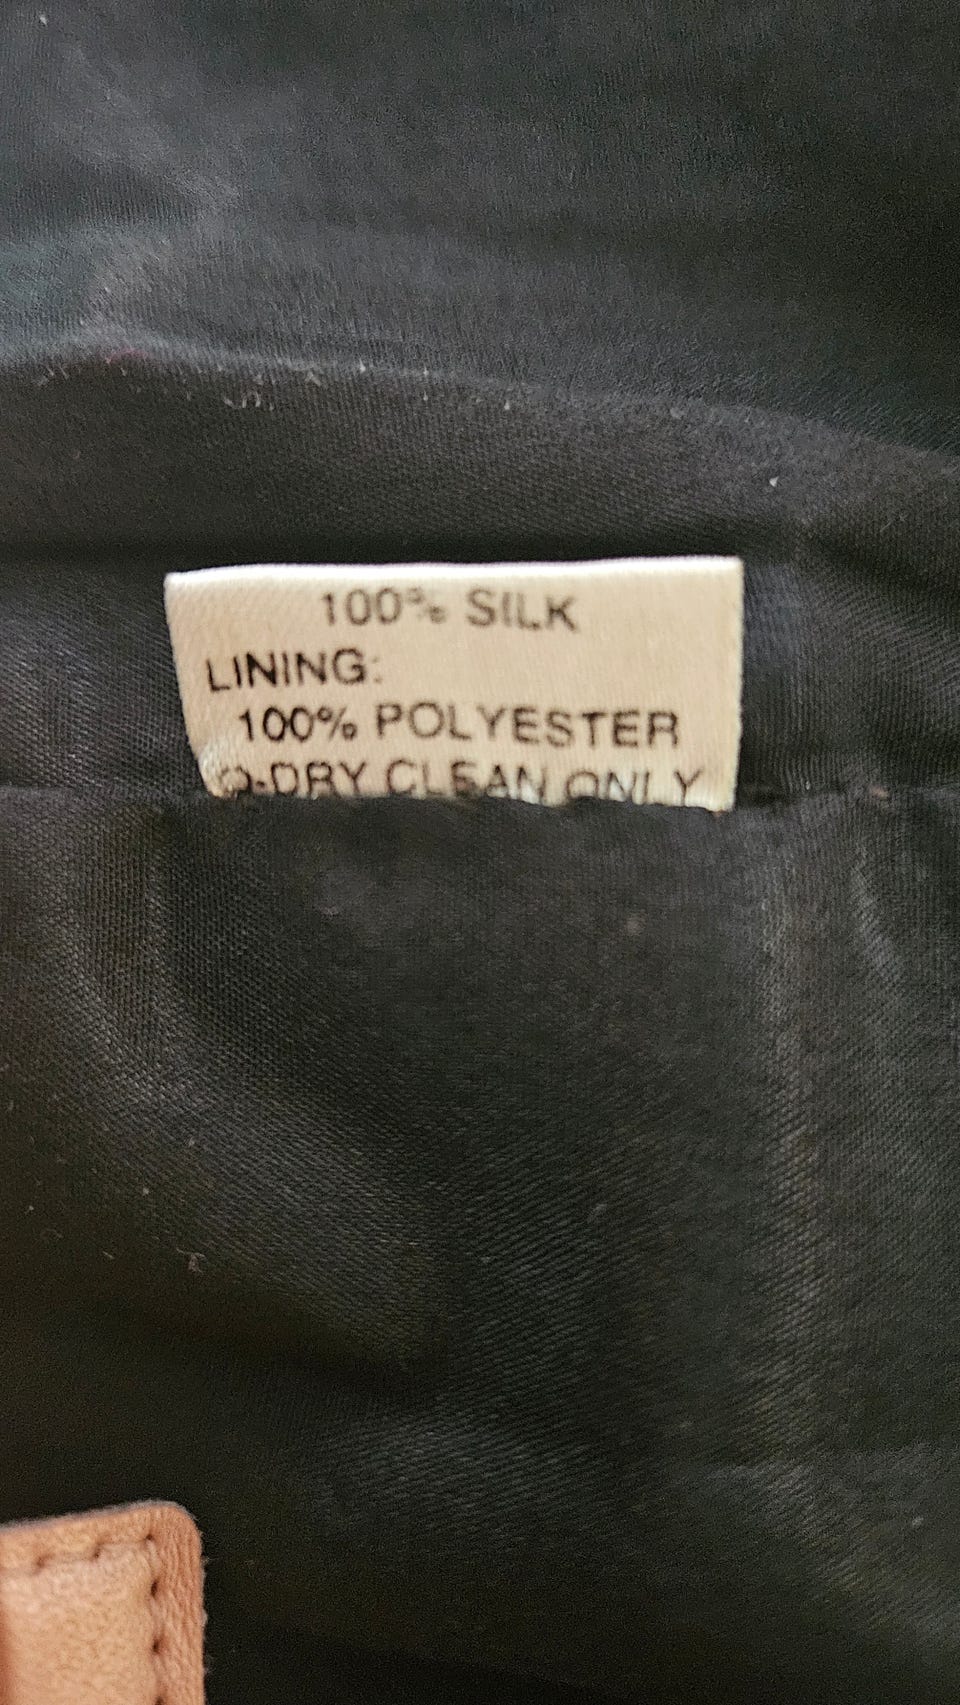 100% SILK
LINING:
100% POLYESTER
O-DRY CLEAN ONLY